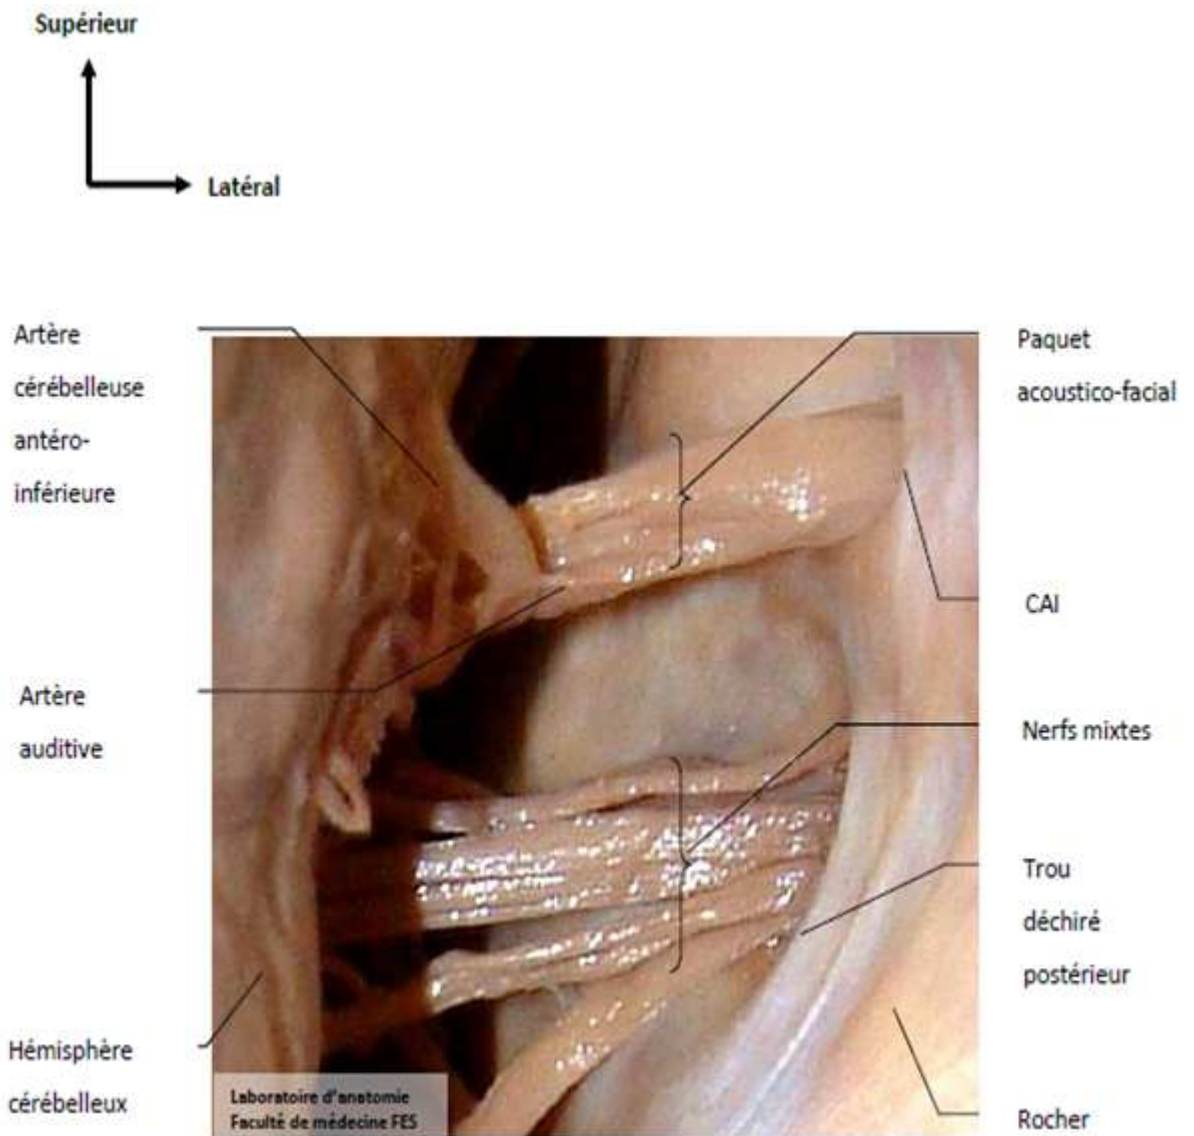 Supérieur
Latéral
Artère
cérébelleuse
antéro-
inférieure
Artère
auditive
Hémisphère
cérébelleux
Paquet
acoustico-facial
CAI
Nerfs mixtes
Trou
déchiré
postérieur
Rocher
Laboratoire d'anatomie
Faculté de médecine FES